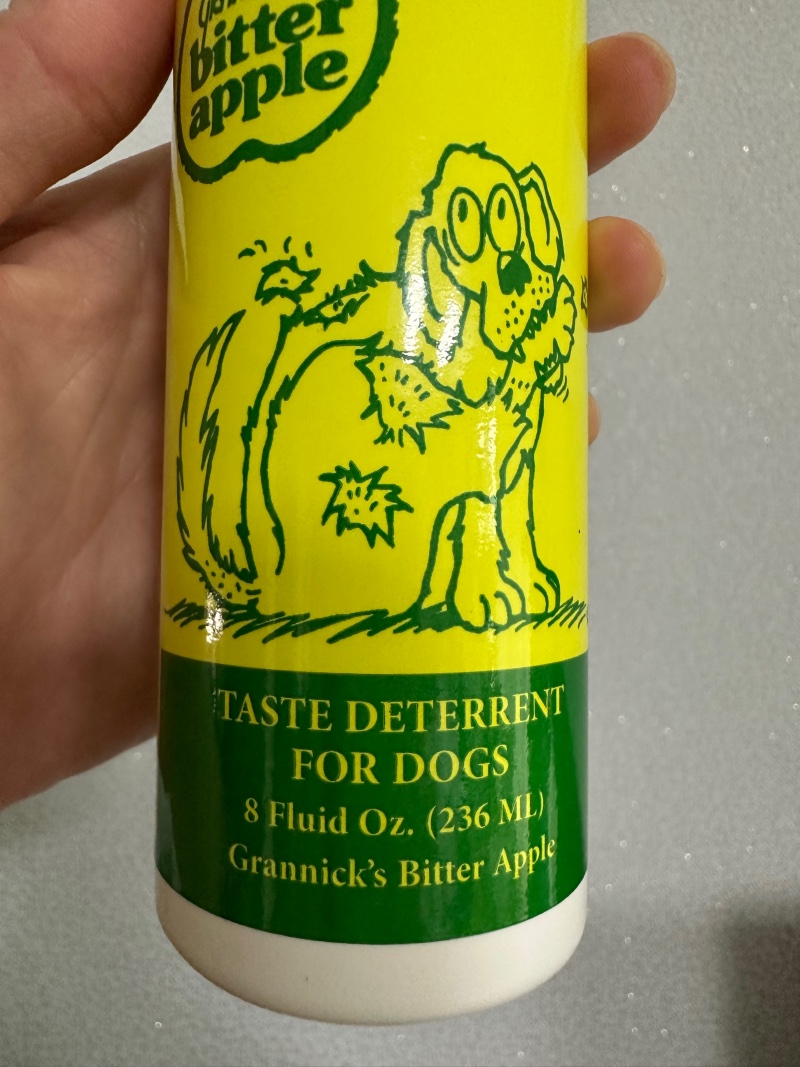 bitter
apple
TASTE DETERRENT
FOR DOGS
8 Fluid Oz. (236 ML)
Grannick's Bitter Apple